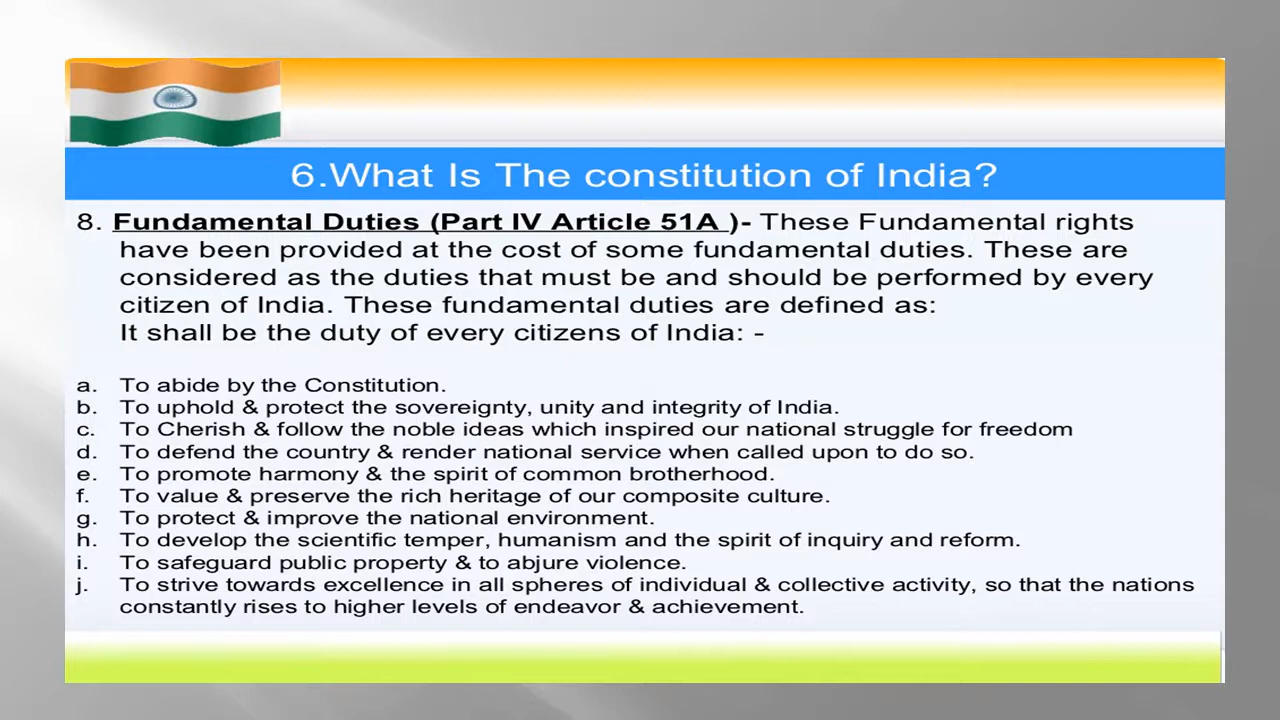 6.What Is The constitution of India?
8. Fundamental Duties (Part IV Article 51A )- These Fundamental rights
have been provided at the cost of some fundamental duties. These are
considered as the duties that must be and should be performed by every
citizen of India. These fundamental duties are defined as:
It shall be the duty of every citizens of India: -
a. To abide by the Constitution.
b. To uphold & protect the sovereignty, unity and integrity of India.
c. To Cherish & follow the noble ideas which inspired our national struggle for freedom
d. To defend the country & render national service when called upon to do so.
e. To promote harmony & the spirit of common brotherhood.
f. To value & preserve the rich heritage of our composite culture.
g. To protect & improve the national environment.
h. To develop the scientific temper, humanism and the spirit of inquiry and reform.
i. To safeguard public property & to abjure violence.
j. To strive towards excellence in all spheres of individual & collective activity, so that the nations
constantly rises to higher levels of endeavor & achievement.